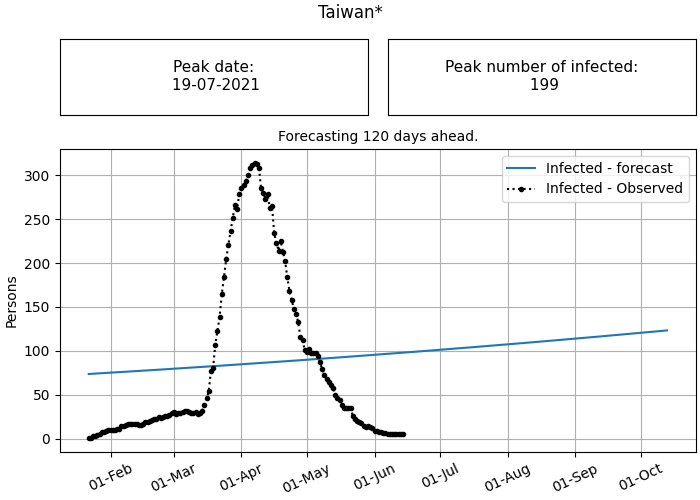 Taiwan*
Peak date:
19-07-2021
Peak number of infected:
199
Forecasting 120 days ahead.
Infected - forecast
Infected - Observed
Persons
300
250
200
150
100
50
0
01-Feb
01-Mar
01-Apr
01-May
01-Jun
01-Jul
01-Aug
01-Sep
01-Oct